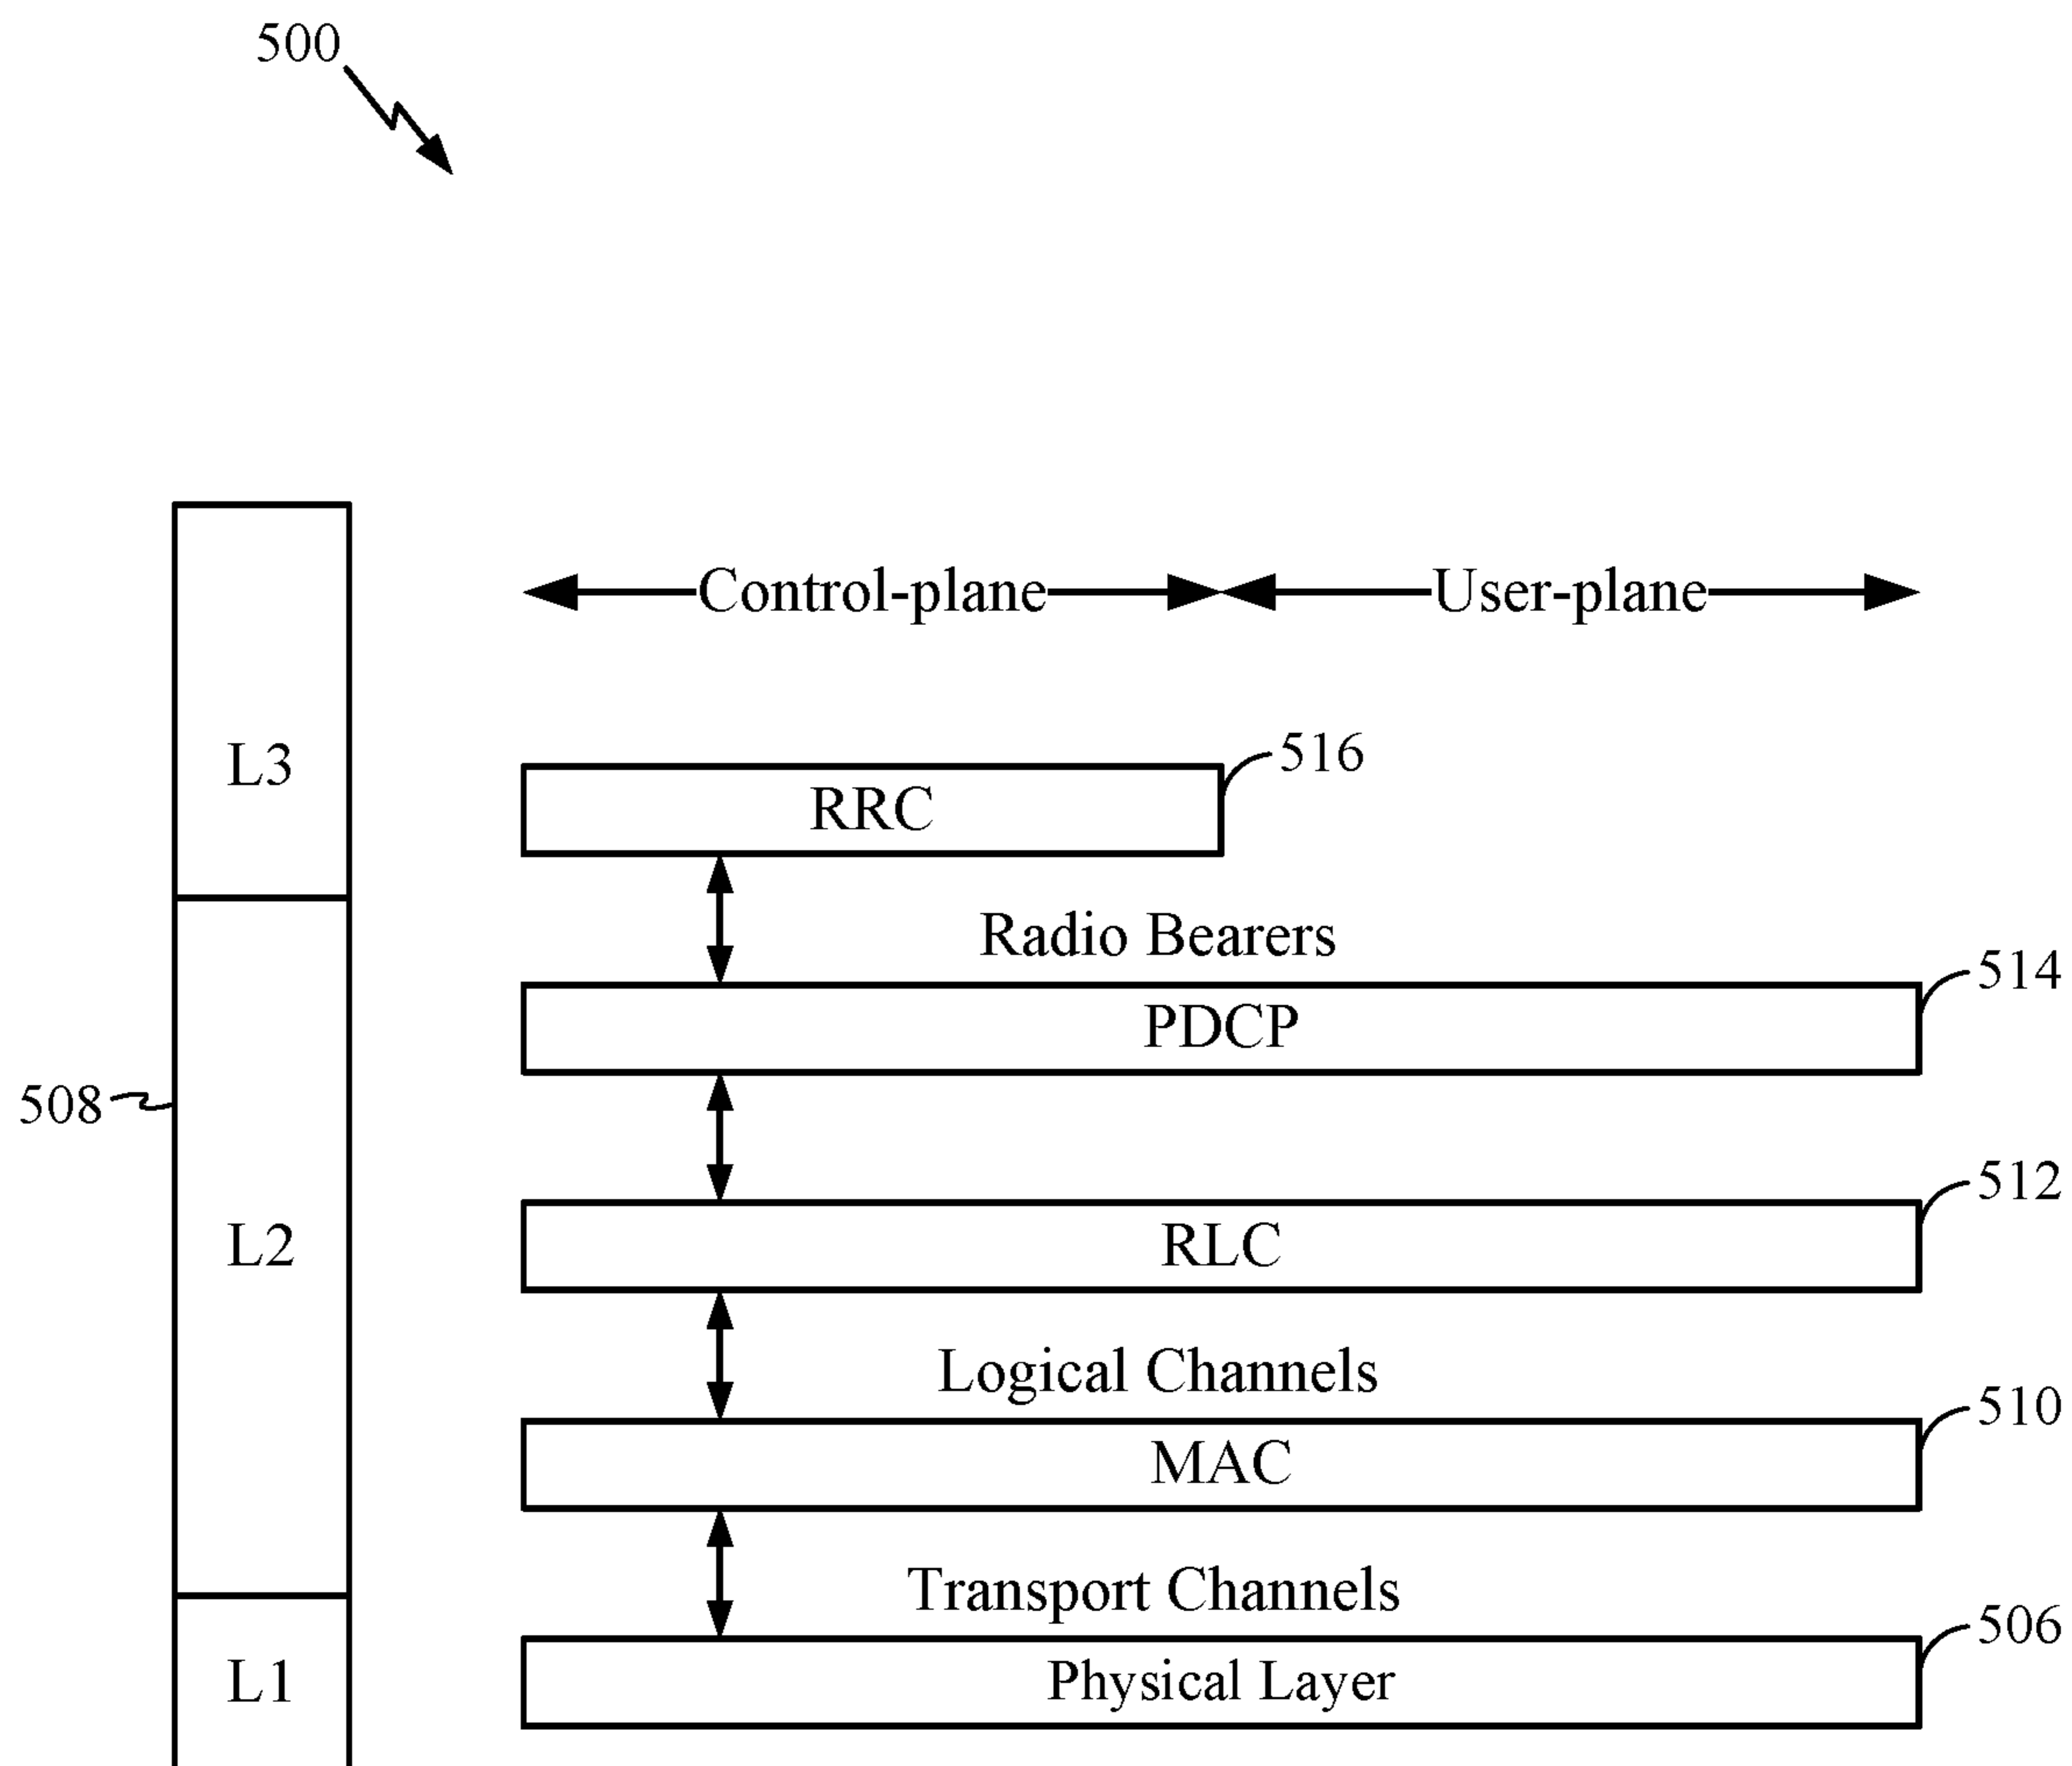 500
Control-plane User-plane
L3
516
RRC
Radio Bearers
514
PDCP
508
512
L2
RLC
Logical Channels
510
MAC
Transport Channels
506
L1
Physical Layer